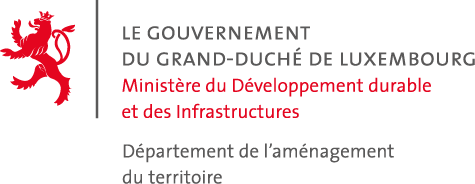 LE GOUVERNEMENT
DU GRAND-DUCHÉ DE LUXEMBOURG
Ministère du Développement durable
et des Infrastructures
Département de l’aménagement
du territoire